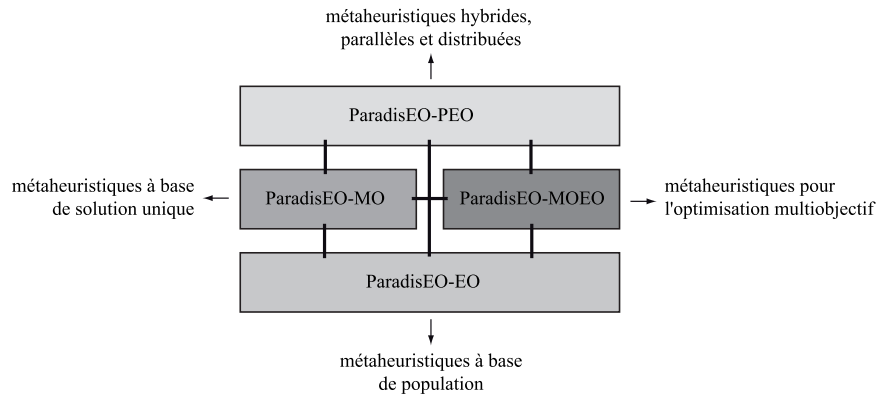 métaheuristiques hybrides,
parallèles et distribuées
ParadisEO-PEO
métaheuristiques à base
de solution unique
ParadisEO-MO
ParadisEO-MOEO
métaheuristiques pour
l'optimisation multiobjectif
ParadisEO-EO
métaheuristiques à base
de population